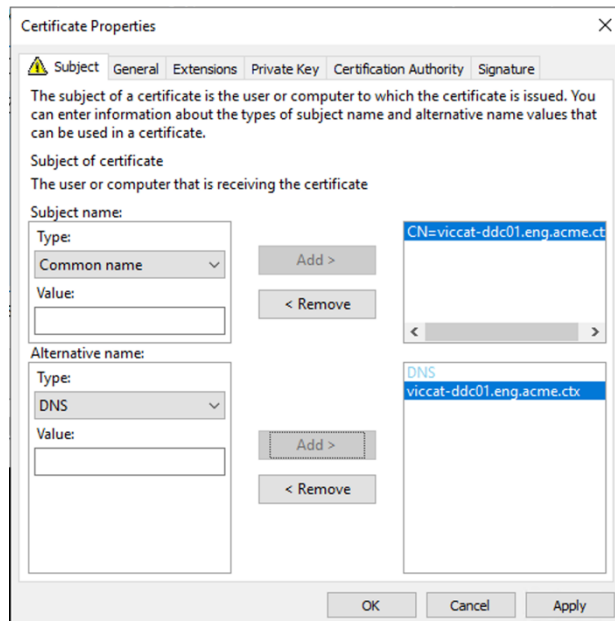 Certificate Properties
Subject General Extensions Private Key Certification Authority Signature
The subject of a certificate is the user or computer to which the certificate is issued. You
can enter information about the types of subject name and alternative name values that
can be used in a certificate.
Subject of certificate
The user or computer that is receiving the certificate
Subject name:
Type:
Common name
Value:
Add >
< Remove
CN=viccat-ddc01.eng.acme.ct
Alternative name:
Type:
DNS
Value:
Add >
< Remove
DNS
viccat-ddc01.eng.acme.ctx
OK Cancel Apply